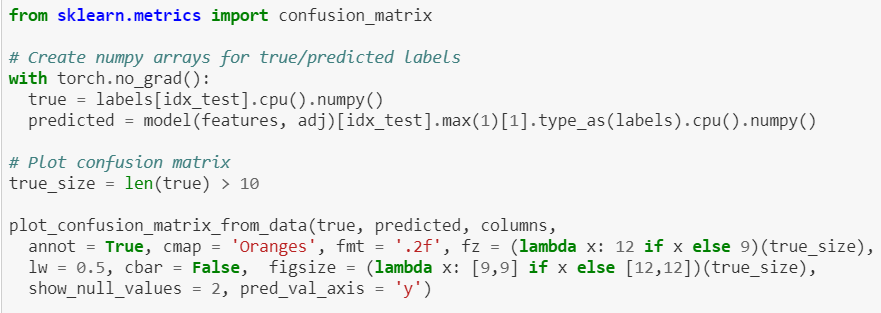 from sklearn.metrics import confusion_matrix
# Create numpy arrays for true/predicted labels
with torch.no_grad():
  true = labels[idx_test].cpu().numpy()
  predicted = model(features, adj)[idx_test].max(1)[1].type_as(labels).cpu().numpy()
# Plot confusion matrix
true_size = len(true) > 10
plot_confusion_matrix_from_data(true, predicted, columns,
  annot = True, cmap = 'Oranges', fmt = '.2f', fz = (lambda x: 12 if x else 9)(true_size),
  lw = 0.5, cbar = False,  figsize = (lambda x: [9,9] if x else [12,12])(true_size),
  show_null_values = 2, pred_val_axis = 'y')